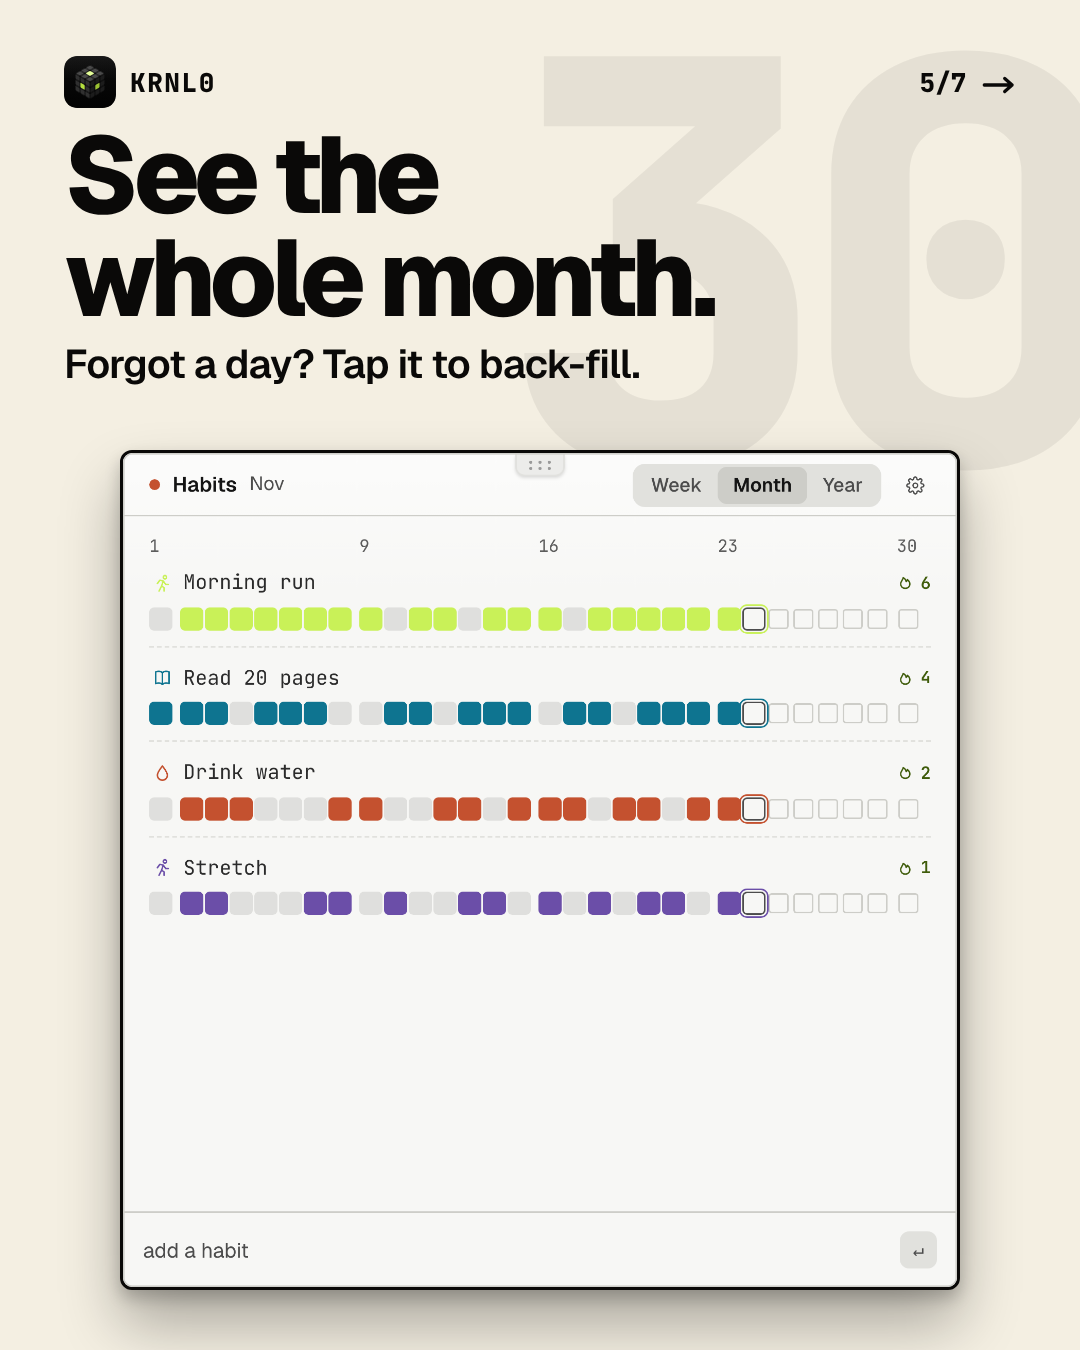 30
KRNL0
5/7 →
See the
whole month.
Forgot a day? Tap it to back-fill.
Habits Nov
Week Month Year
1 9 16 23 30
Morning run 6
Read 20 pages 4
Drink water 2
Stretch 1
add a habit ↵